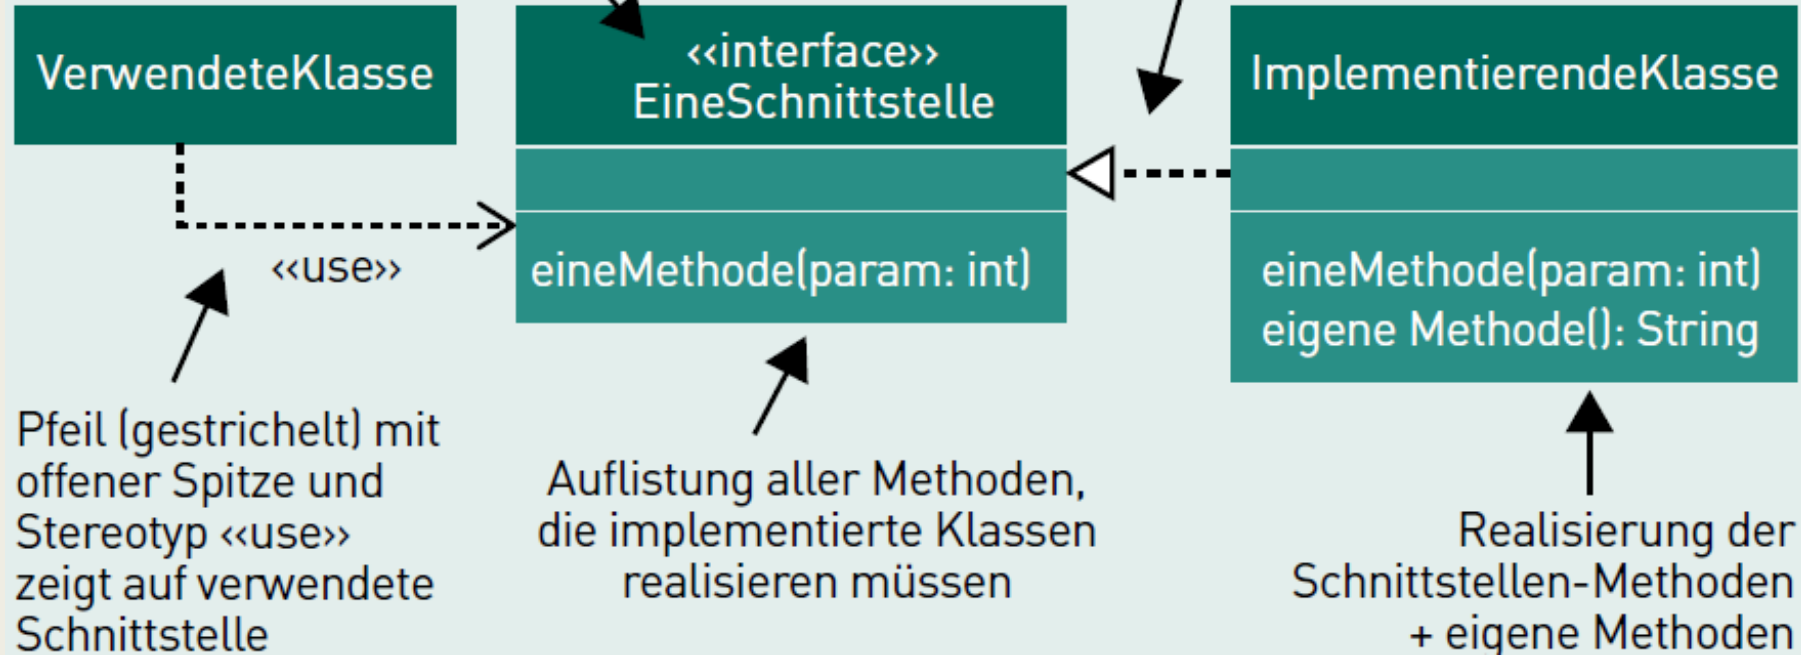 VerwendeteKlasse
‹‹interface››
EineSchnittstelle
ImplementierendeKlasse
‹‹use››
eineMethode(param: int)
eineMethode(param: int)
eigene Methode(): String
Pfeil (gestrichelt) mit
offener Spitze und
Stereotyp ‹‹use››
zeigt auf verwendete
Schnittstelle
Auflistung aller Methoden,
die implementierte Klassen
realisieren müssen
Realisierung der
Schnittstellen-Methoden
+ eigene Methoden